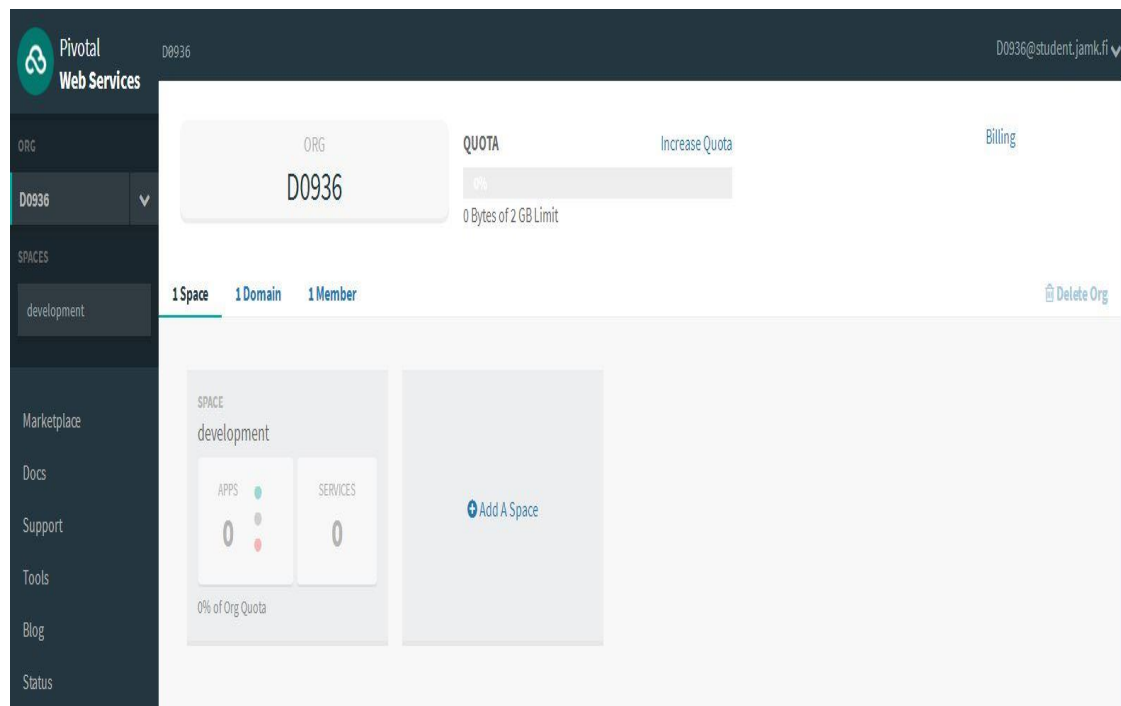 Pivotal
Web Services
D0936
D0936@student.jamk.fi
ORG
D0936
SPACES
development
Marketplace
Docs
Support
Tools
Blog
Status
ORG
D0936
QUOTA
Increase Quota
0%
0 Bytes of 2 GB Limit
Billing
1 Space
1 Domain
1 Member
Delete Org
SPACE
development
APPS
0
SERVICES
0
0% of Org Quota
Add A Space